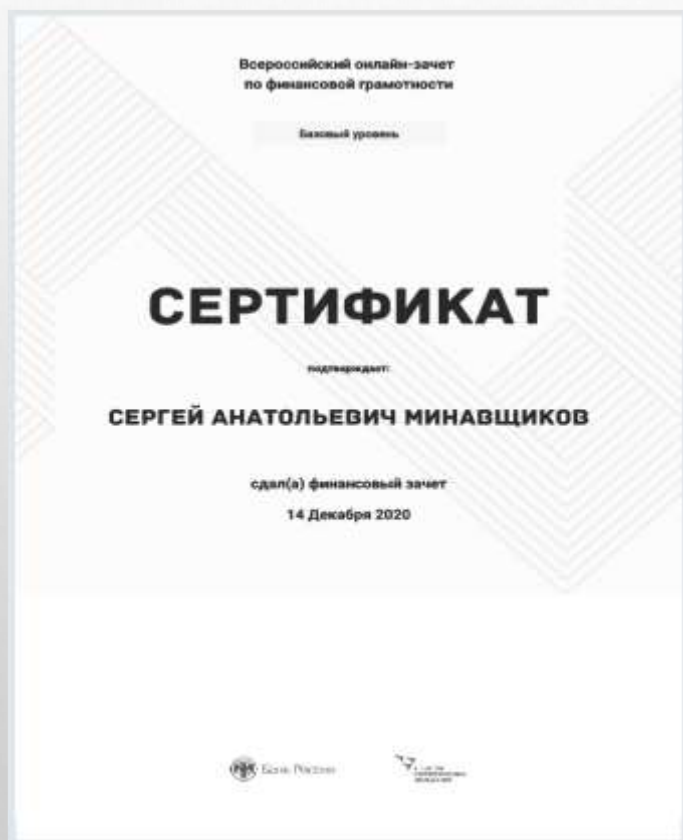 Всероссийский онлайн-зачет
по финансовой грамотности
Базовый уровень
СЕРТИФИКАТ
подтверждает:
СЕРГЕЙ АНАТОЛЬЕВИЧ МИНАВЩИКОВ
сдал(а) финансовый зачет
14 Декабря 2020
Банк России